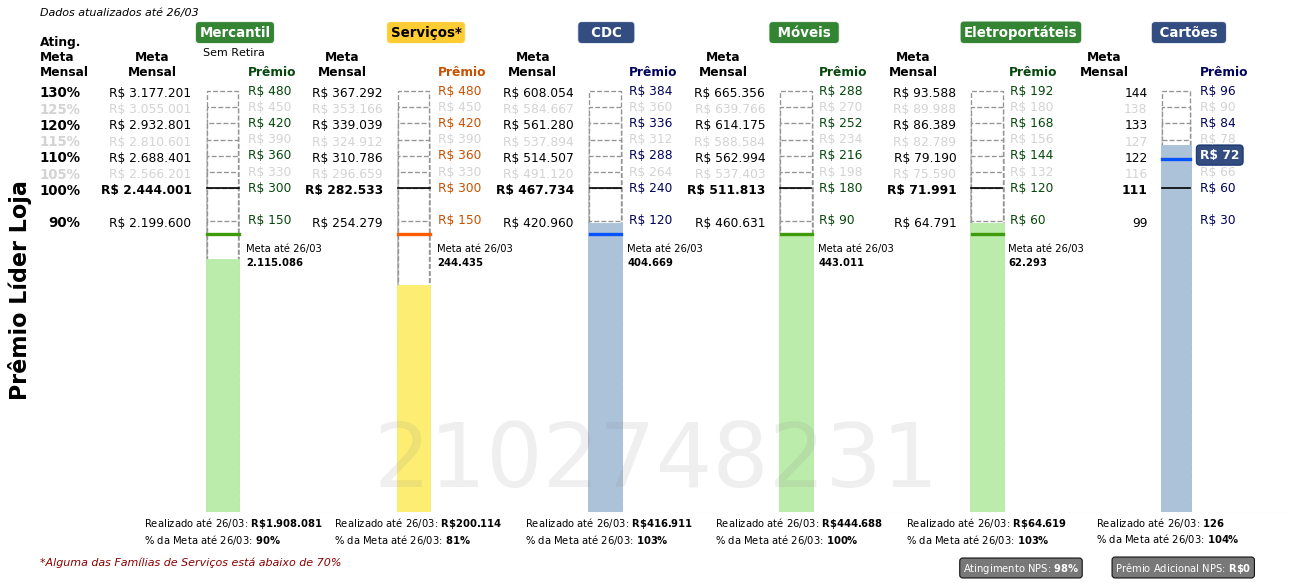 Dados atualizados até 26/03
Mercantil Serviços* CDC Móveis Eletroportáteis Cartões
Sem Retira
Ating. Meta Mensal Meta Mensal Prêmio Meta Mensal Prêmio Meta Mensal Prêmio Meta Mensal Prêmio Meta Mensal Prêmio Meta Mensal Prêmio
130% R$ 3.177.201 R$ 480 R$ 367.292 R$ 480 R$ 608.054 R$ 384 R$ 665.356 R$ 288 R$ 93.588 R$ 192 144 R$ 96
125% R$ 3.055.001 R$ 450 R$ 353.166 R$ 450 R$ 584.667 R$ 360 R$ 639.766 R$ 270 R$ 89.988 R$ 180 138 R$ 90
120% R$ 2.932.801 R$ 420 R$ 339.039 R$ 420 R$ 561.280 R$ 336 R$ 614.175 R$ 252 R$ 86.389 R$ 168 133 R$ 84
115% R$ 2.810.601 R$ 390 R$ 324.912 R$ 390 R$ 537.894 R$ 312 R$ 588.584 R$ 234 R$ 82.789 R$ 156 127 R$ 78
110% R$ 2.688.401 R$ 360 R$ 310.786 R$ 360 R$ 514.507 R$ 288 R$ 562.994 R$ 216 R$ 79.190 R$ 144 122 R$ 72
105% R$ 2.566.201 R$ 330 R$ 296.659 R$ 330 R$ 491.120 R$ 264 R$ 537.403 R$ 198 R$ 75.590 R$ 132 116 R$ 66
100% R$ 2.444.001 R$ 300 R$ 282.533 R$ 300 R$ 467.734 R$ 240 R$ 511.813 R$ 180 R$ 71.991 R$ 120 111 R$ 60
90% R$ 2.199.600 R$ 150 R$ 254.279 R$ 150 R$ 420.960 R$ 120 R$ 460.631 R$ 90 R$ 64.791 R$ 60 99 R$ 30
Meta até 26/03 Meta até 26/03 Meta até 26/03 Meta até 26/03 Meta até 26/03
2.115.086 244.435 404.669 443.011 62.293
Prêmio Líder Loja
2102748231
Realizado até 26/03: R$1.908.081 Realizado até 26/03: R$200.114 Realizado até 26/03: R$416.911 Realizado até 26/03: R$444.688 Realizado até 26/03: R$64.619 Realizado até 26/03: 126
% da Meta até 26/03: 90% % da Meta até 26/03: 81% % da Meta até 26/03: 103% % da Meta até 26/03: 100% % da Meta até 26/03: 103% % da Meta até 26/03: 104%
*Alguma das Famílias de Serviços está abaixo de 70% Atingimento NPS: 98% Prêmio Adicional NPS: R$0